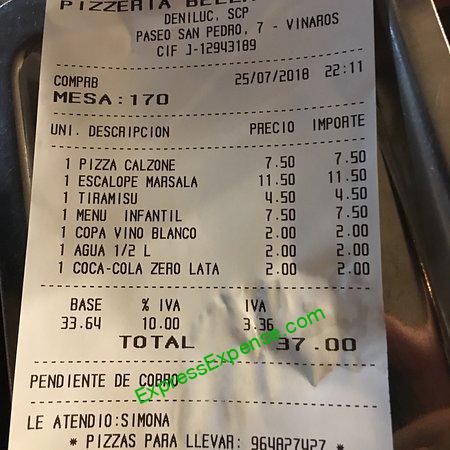 PIZZERIA
DENILUC, SCP
PASEO SAN PEDRO, 7 - VINAROS
CIF J-12943189
COMPRB 25/07/2018 22:11
MESA:170
UNI. DESCRIPCION PRECIO IMPORTE
1 PIZZA CALZONE 7.50 7.50
1 ESCALOPE MARSALA 11.50 11.50
1 TIRAMISU 4.50 4.50
1 MENU INFANTIL 7.50 7.50
1 COPA VINO BLANCO 2.00 2.00
1 AGUA 1/2 L 2.00 2.00
1 COCA-COLA ZERO LATA 2.00 2.00
BASE % IVA IVA
33.64 10.00 3.36
TOTAL 37.00
PENDIENTE DE COBRO
LE ATENDIO:SIMONA
* PIZZAS PARA LLEVAR: 964827427 *
ExpressExpense.com